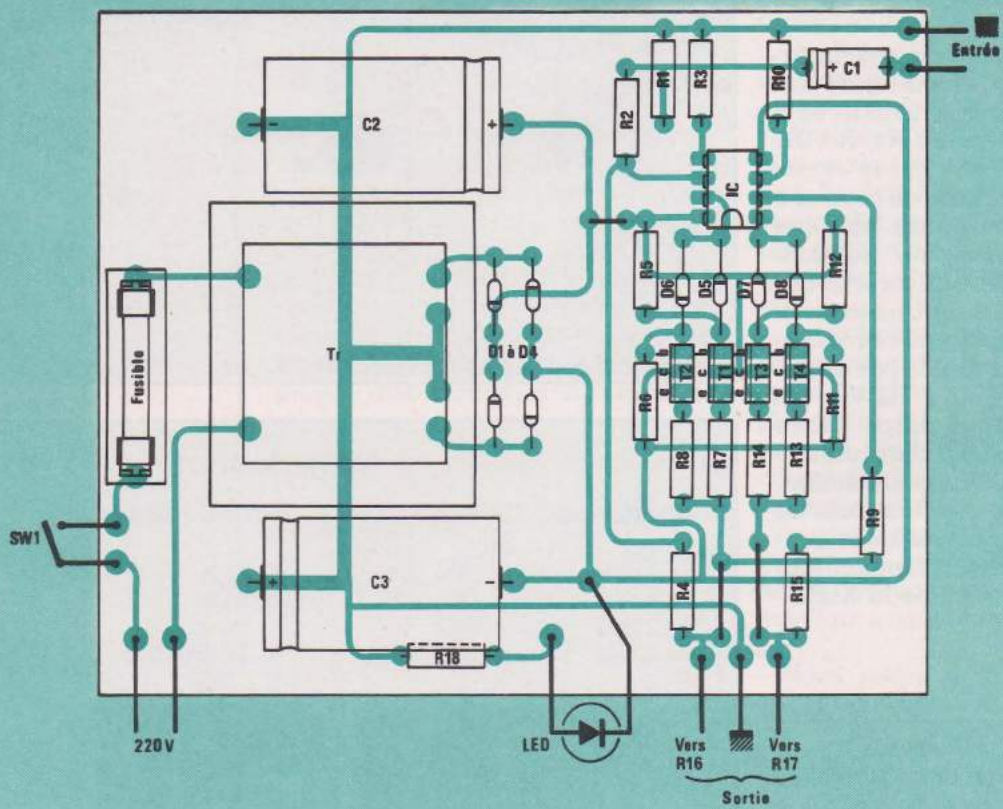 Entrée
C2
- +
R1
R3
R10
+ C1 -
R2
IC
R5
D6
D5
D7
D8
R12
Fusible
Tr
D1 à D4
e c b
T2
e c b
T1
e c b
T3
e c b
T4
R6
R11
R8
R7
R14
R13
R9
SW1
+ C3 -
R4
R15
R18
220 V
LED
Vers
R16
Vers
R17
Sortie